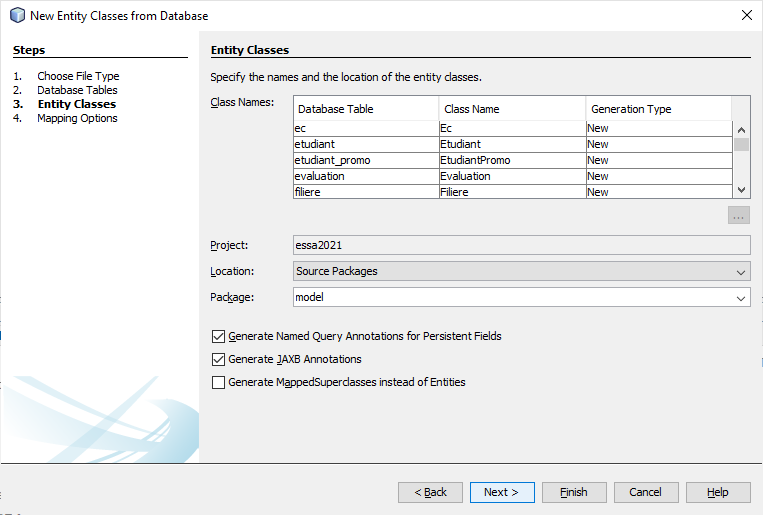 New Entity Classes from Database
Steps
1. Choose File Type
2. Database Tables
3. Entity Classes
4. Mapping Options
Entity Classes
Specify the names and the location of the entity classes.
Class Names:
Database Table Class Name Generation Type
ec Ec New
etudiant Etudiant New
etudiant_promo EtudiantPromo New
evaluation Evaluation New
filiere Filiere New
...
Project: essa2021
Location: Source Packages
Package: model
Generate Named Query Annotations for Persistent Fields
Generate JAXB Annotations
Generate MappedSuperclasses instead of Entities
< Back Next > Finish Cancel Help